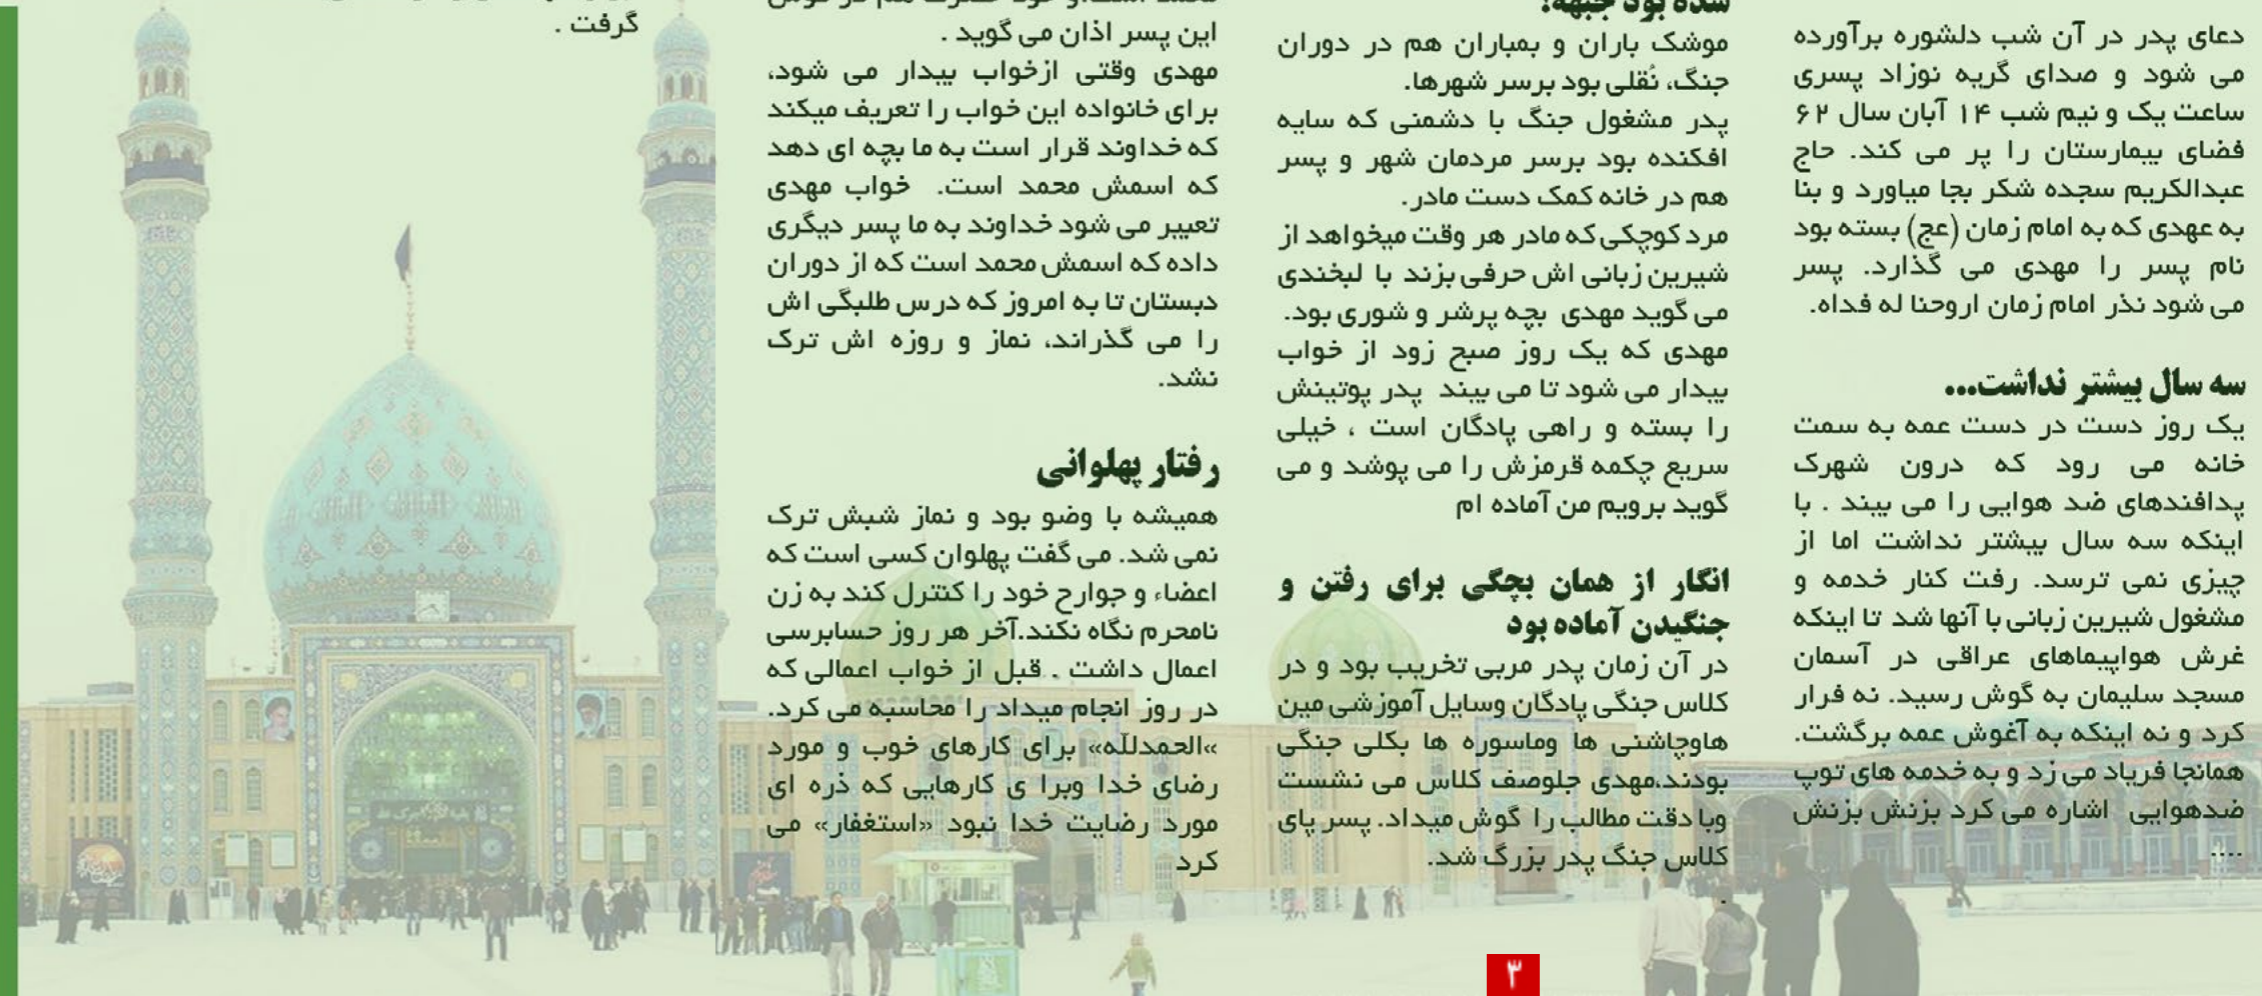 دعای پدر در آن شب دلشوره برآورده
می شود و صدای گریه نوزاد پسری
ساعت یک و نیم شب ۱۴ آبان سال ۶۲
فضای بیمارستان را پر می کند. حاج
عبدالکریم سجده شکر بجا میاورد و بنا
به عهدی که به امام زمان (عج) بسته بود
نام پسر را مهدی می گذارد. پسر
می شود نذر امام زمان اروحنا له فداه.
سه سال بیشتر نداشت...
یک روز دست در دست عمه به سمت
خانه می رود که درون شهرک
پدافندهای ضد هوایی را می بیند . با
اینکه سه سال بیشتر نداشت اما از
چیزی نمی ترسد. رفت کنار خدمه و
مشغول شیرین زبانی با آنها شد تا اینکه
غرش هواپیماهای عراقی در آسمان
مسجد سلیمان به گوش رسید. نه فرار
کرد و نه اینکه به آغوش عمه برگشت.
همانجا فریاد می زد و به خدمه های توپ
ضدهوایی اشاره می کرد بزنش بزنش
....
شده بود جبهه!
موشک باران و بمباران هم در دوران
جنگ، نُقلی بود برسر شهرها.
پدر مشغول جنگ با دشمنی که سایه
افکنده بود برسر مردمان شهر و پسر
هم در خانه کمک دست مادر.
مرد کوچکی که مادر هر وقت میخواهد از
شیرین زبانی اش حرفی بزند با لبخندی
می گوید مهدی بچه پرشر و شوری بود.
مهدی که یک روز صبح زود از خواب
بیدار می شود تا می بیند پدر پوتینش
را بسته و راهی پادگان است ، خیلی
سریع چکمه قرمزش را می پوشد و می
گوید برویم من آماده ام
انگار از همان بچگی برای رفتن و
جنگیدن آماده بود
در آن زمان پدر مربی تخریب بود و در
کلاس جنگی پادگان وسایل آموزشی مین
هاوچاشنی ها وماسوره ها بکلی جنگی
بودند،مهدی جلوصف کلاس می نشست
وبا دقت مطالب را گوش میداد. پسر پای
کلاس جنگ پدر بزرگ شد.
.
این پسر اذان می گوید .
مهدی وقتی ازخواب بیدار می شود،
برای خانواده این خواب را تعریف میکند
که خداوند قرار است به ما بچه ای دهد
که اسمش محمد است. خواب مهدی
تعبیر می شود خداوند به ما پسر دیگری
داده که اسمش محمد است که از دوران
دبستان تا به امروز که درس طلبگی اش
را می گذراند، نماز و روزه اش ترک
نشد.
رفتار پهلوانی
همیشه با وضو بود و نماز شبش ترک
نمی شد. می گفت پهلوان کسی است که
اعضاء و جوارح خود را کنترل کند به زن
نامحرم نگاه نکند.آخر هر روز حسابرسی
اعمال داشت . قبل از خواب اعمالی که
در روز انجام میداد را محاسبه می کرد.
»الحمدلله» برای کارهای خوب و مورد
رضای خدا وبرا ی کارهایی که ذره ای
مورد رضایت خدا نبود «استغفار» می
کرد
گرفت .
۳